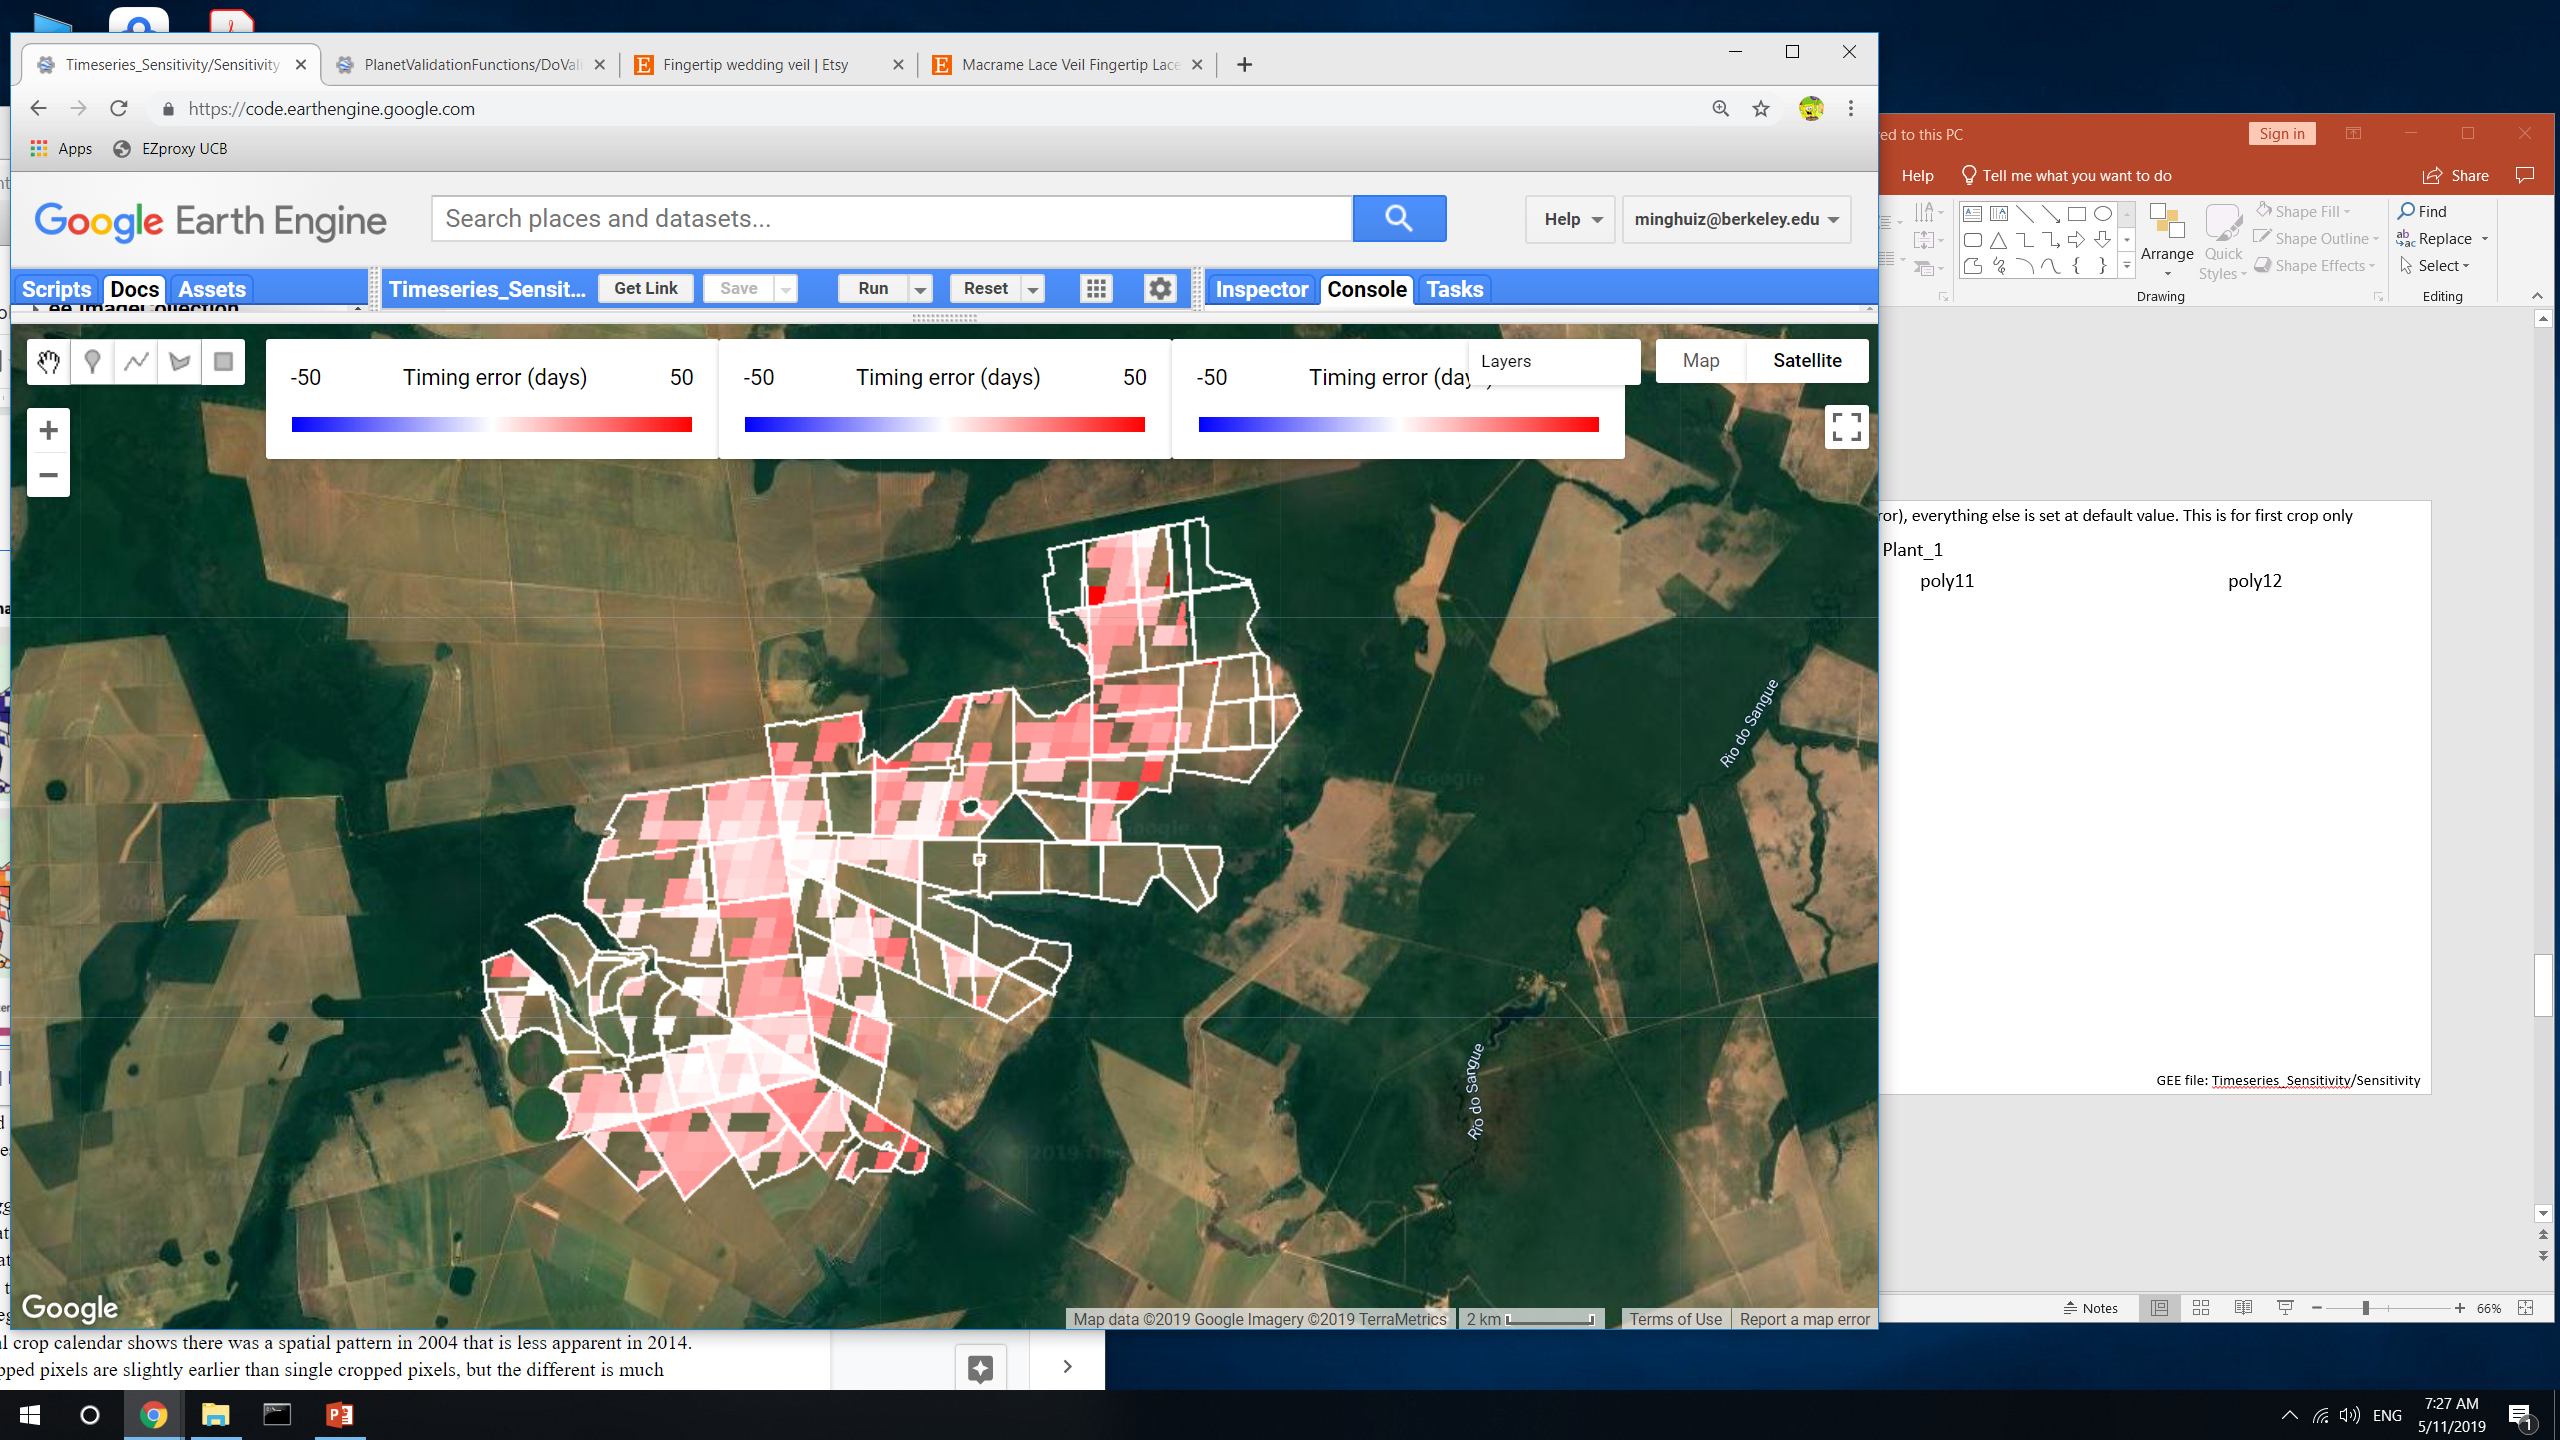 Timeseries_Sensitivity/Sensitivity
PlanetValidationFunctions/DoVali
Fingertip wedding veil | Etsy
Macrame Lace Veil Fingertip Lace
https://code.earthengine.google.com
Apps
EZproxy UCB
Google Earth Engine
Search places and datasets...
Help
minghuiz@berkeley.edu
Scripts
Docs
Assets
Timeseries_Sensit...
Get Link
Save
Run
Reset
Inspector
Console
Tasks
ee.ImageCollection
-50 Timing error (days) 50
-50 Timing error (days) 50
-50 Timing error (day
Layers
Map
Satellite
Rio do Sangue
Rio do Sangue
Google
Map data ©2019 Google Imagery ©2019 TerraMetrics
2 km
Terms of Use
Report a map error
ed to this PC
Sign in
Help
Tell me what you want to do
Share
Arrange
Quick
Styles
Shape Fill
Shape Outline
Shape Effects
Drawing
Find
Replace
Select
Editing
ror), everything else is set at default value. This is for first crop only
Plant_1
poly11
poly12
GEE file: Timeseries_Sensitivity/Sensitivity
Notes
66%
l crop calendar shows there was a spatial pattern in 2004 that is less apparent in 2014.
pped pixels are slightly earlier than single cropped pixels, but the different is much
ENG
7:27 AM
5/11/2019
1